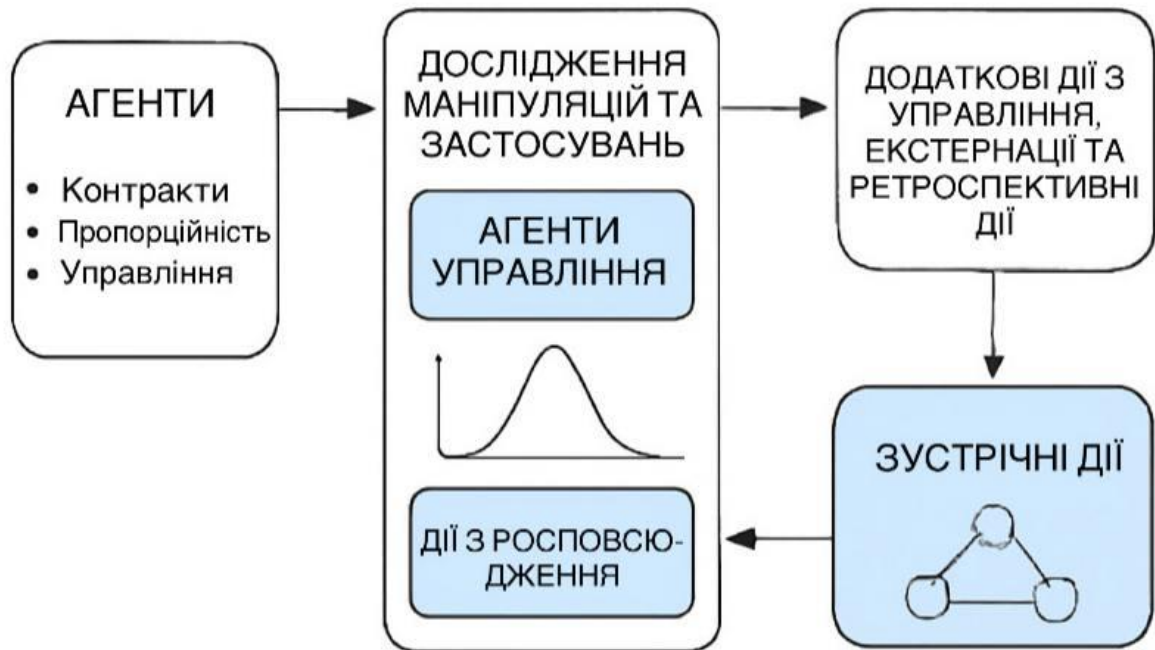 АГЕНТИ
• Контракти
• Пропорційність
• Управління
ДОСЛІДЖЕННЯ
МАНІПУЛЯЦІЙ ТА
ЗАСТОСУВАНЬ
АГЕНТИ
УПРАВЛІННЯ
ДІЇ З РОСПОВСЮ-
ДЖЕННЯ
ДОДАТКОВІ ДІЇ З
УПРАВЛІННЯ,
ЕКСТЕРНАЦІЇ ТА
РЕТРОСПЕКТИВНІ
ДІЇ
ЗУСТРІЧНІ ДІЇ